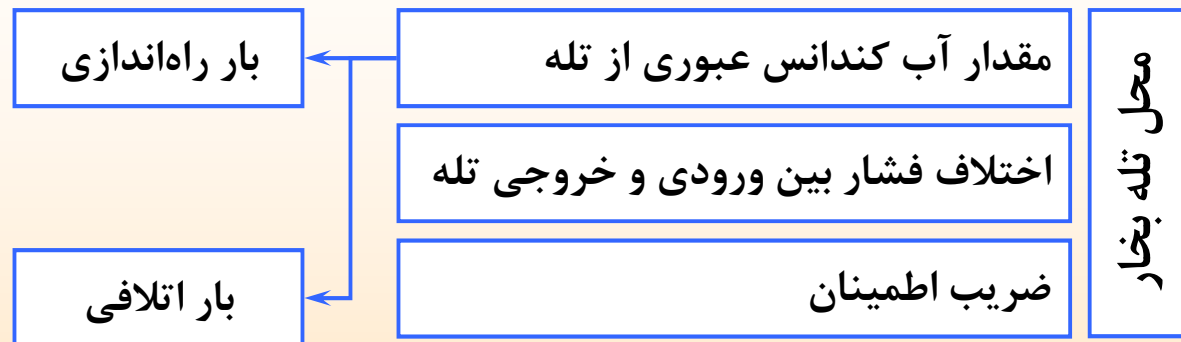 محل تله بخار
مقدار آب کندانس عبوری از تله
بار راه‌اندازی
اختلاف فشار بین ورودی و خروجی تله
ضریب اطمینان
بار اتلافی